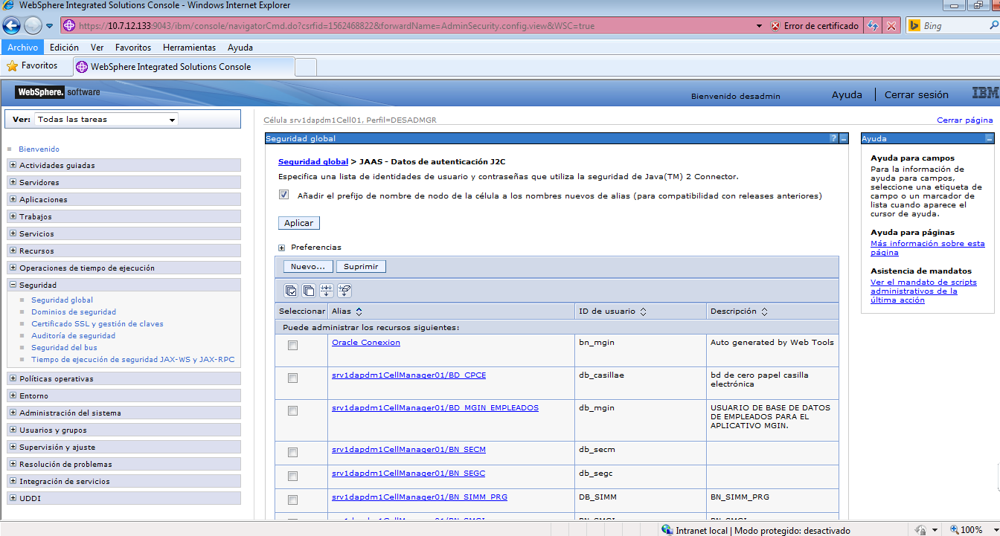 WebSphere Integrated Solutions Console - Windows Internet Explorer
https://10.7.12.133:9043/ibm/console/navigatorCmd.do?csrfid=1562468822&forwardName=AdminSecurity.config.view&WSC=true
Error de certificado
Bing
Archivo Edición Ver Favoritos Herramientas Ayuda
Favoritos WebSphere Integrated Solutions Console
WebSphere. software
Bienvenido desadmin
Ayuda Cerrar sesión
IBM
Ver: Todas las tareas
Bienvenido
Actividades guiadas
Servidores
Aplicaciones
Trabajos
Servicios
Recursos
Operaciones de tiempo de ejecución
Seguridad
Seguridad global
Dominios de seguridad
Certificado SSL y gestión de claves
Auditoría de seguridad
Seguridad del bus
Tiempo de ejecución de seguridad JAX-WS y JAX-RPC
Políticas operativas
Entorno
Administración del sistema
Usuarios y grupos
Supervisión y ajuste
Resolución de problemas
Integración de servicios
UDDI
Célula srv1dapdm1Cell01, Perfil=DESADMGR
Cerrar página
Seguridad global ?
Seguridad global > JAAS - Datos de autenticación J2C
Especifica una lista de identidades de usuario y contraseñas que utiliza la seguridad de Java(TM) 2 Connector.
Añadir el prefijo de nombre de nodo de la célula a los nombres nuevos de alias (para compatibilidad con releases anteriores)
Aplicar
Preferencias
Nuevo... Suprimir
Seleccionar Alias ID de usuario Descripción
Puede administrar los recursos siguientes:
Oracle Conexion bn_mgin Auto generated by Web Tools
srv1dapdm1CellManager01/BD_CPCE db_casillae bd de cero papel casilla
electrónica
srv1dapdm1CellManager01/BD_MGIN_EMPLEADOS db_mgin USUARIO DE BASE DE DATOS
DE EMPLEADOS PARA EL
APLICATIVO MGIN.
srv1dapdm1CellManager01/BN_SECM db_secm
srv1dapdm1CellManager01/BN_SEGC db_segc
srv1dapdm1CellManager01/BN_SIMM_PRG DB_SIMM BN_SIMM_PRG
Ayuda
Ayuda para campos
Para la información de
ayuda para campos,
seleccione una etiqueta de
campo o un marcador de
lista cuando aparece el
cursor de ayuda.
Ayuda para páginas
Más información sobre esta
página
Asistencia de mandatos
Ver el mandato de scripts
administrativos de la
última acción
Intranet local | Modo protegido: desactivado
100%